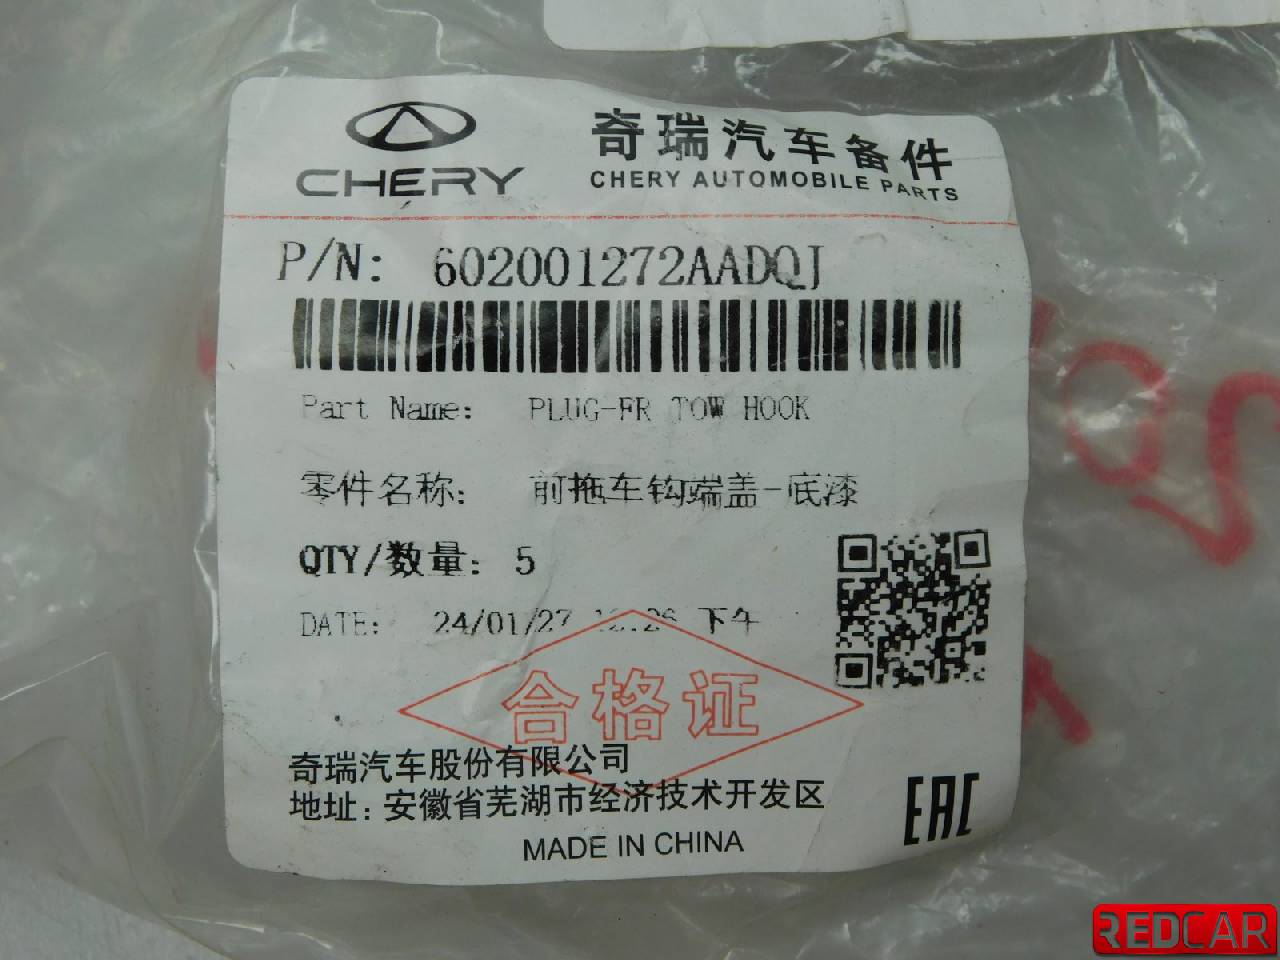 CHERY
奇瑞汽车备件
CHERY AUTOMOBILE PARTS
P/N: 602001272AADQJ
Part Name: PLUG-FR TOW HOOK
零件名称: 前拖车钩端盖-底漆
QTY/数量: 5
DATE: 24/01/27 12:26 下午
合格证
奇瑞汽车股份有限公司
地址:安徽省芜湖市经济技术开发区
MADE IN CHINA
EAC
REDCAR